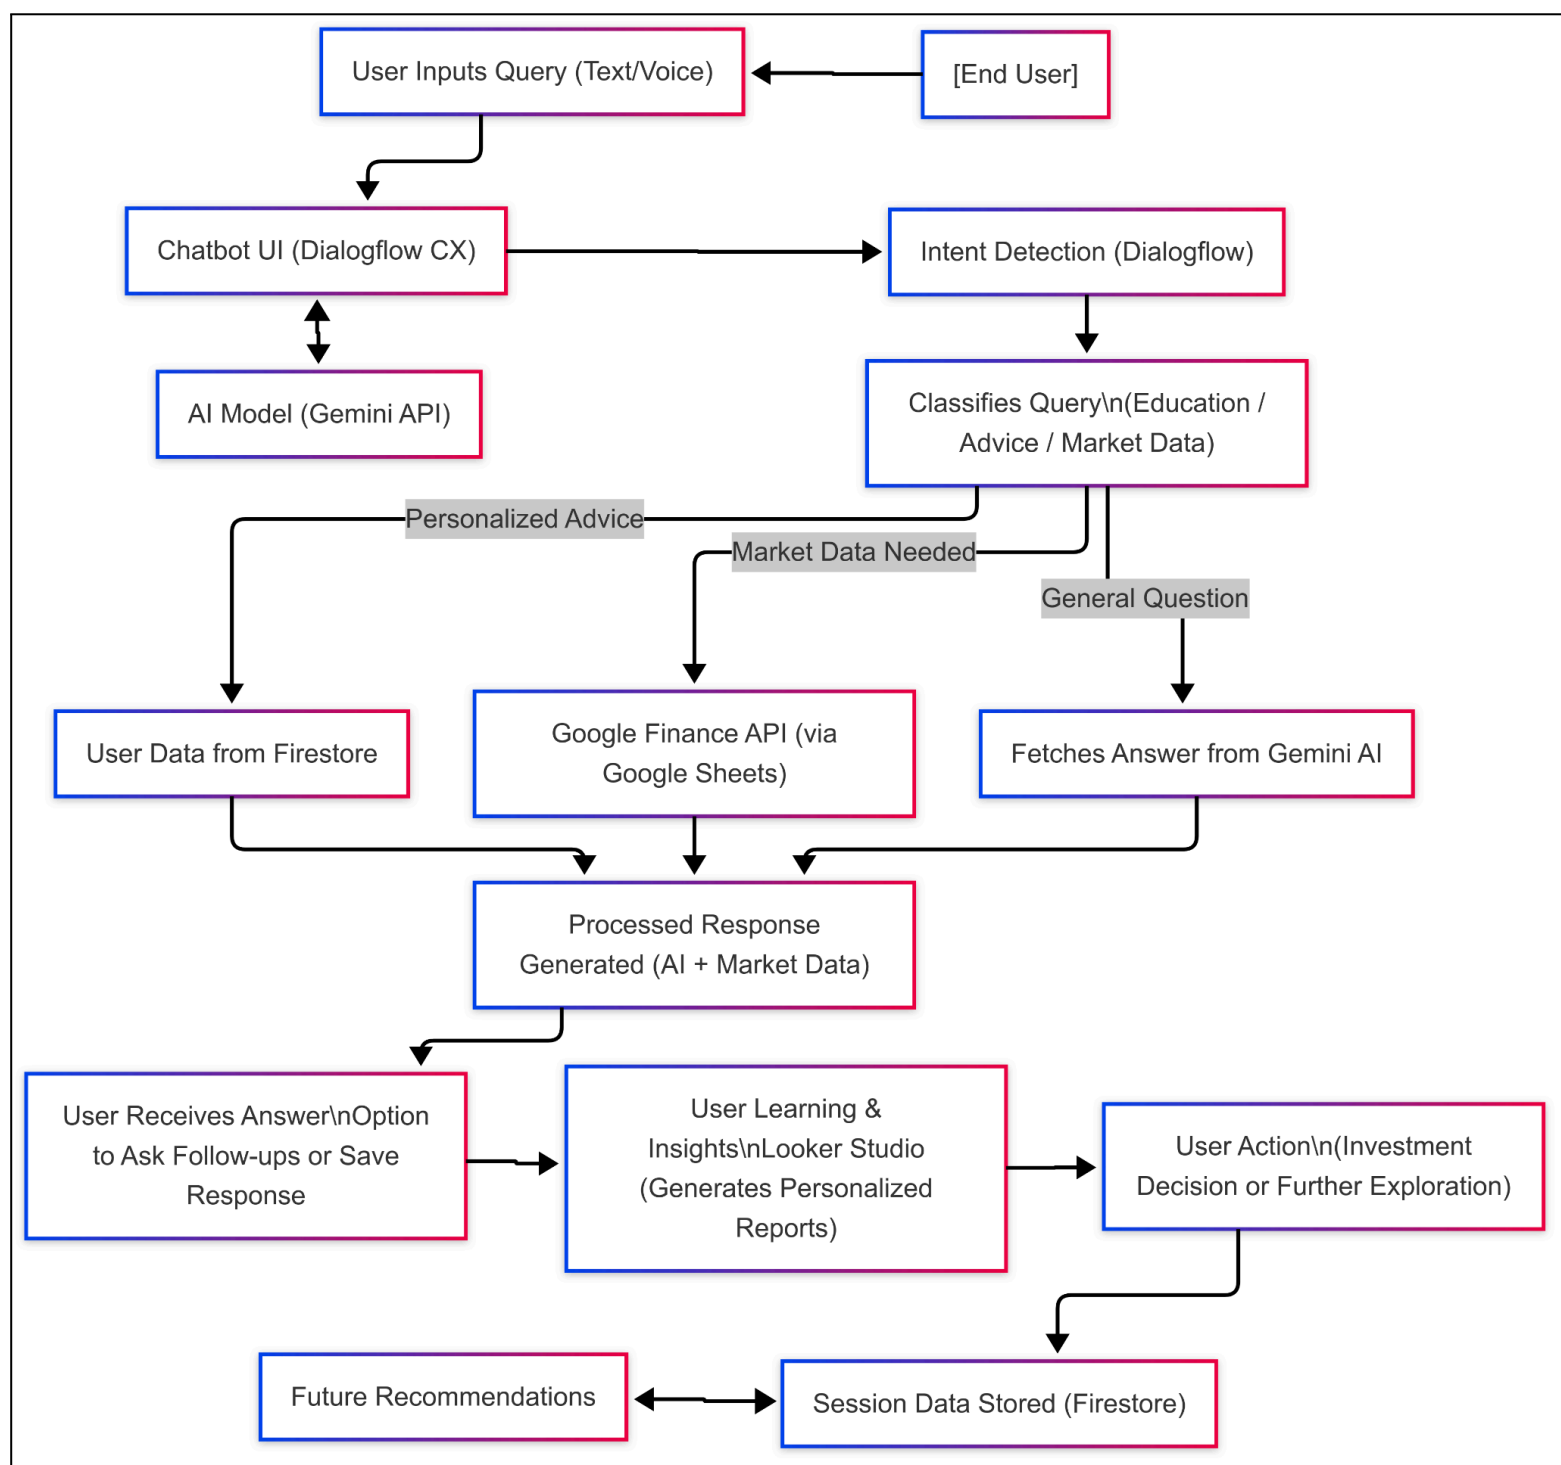 User Inputs Query (Text/Voice)
[End User]
Chatbot UI (Dialogflow CX)
Intent Detection (Dialogflow)
AI Model (Gemini API)
Classifies Query\n(Education /
Advice / Market Data)
Personalized Advice
Market Data Needed
General Question
User Data from Firestore
Google Finance API (via
Google Sheets)
Fetches Answer from Gemini AI
Processed Response
Generated (AI + Market Data)
User Receives Answer\nOption
to Ask Follow-ups or Save
Response
User Learning &
Insights\nLooker Studio
(Generates Personalized
Reports)
User Action\n(Investment
Decision or Further Exploration)
Future Recommendations
Session Data Stored (Firestore)